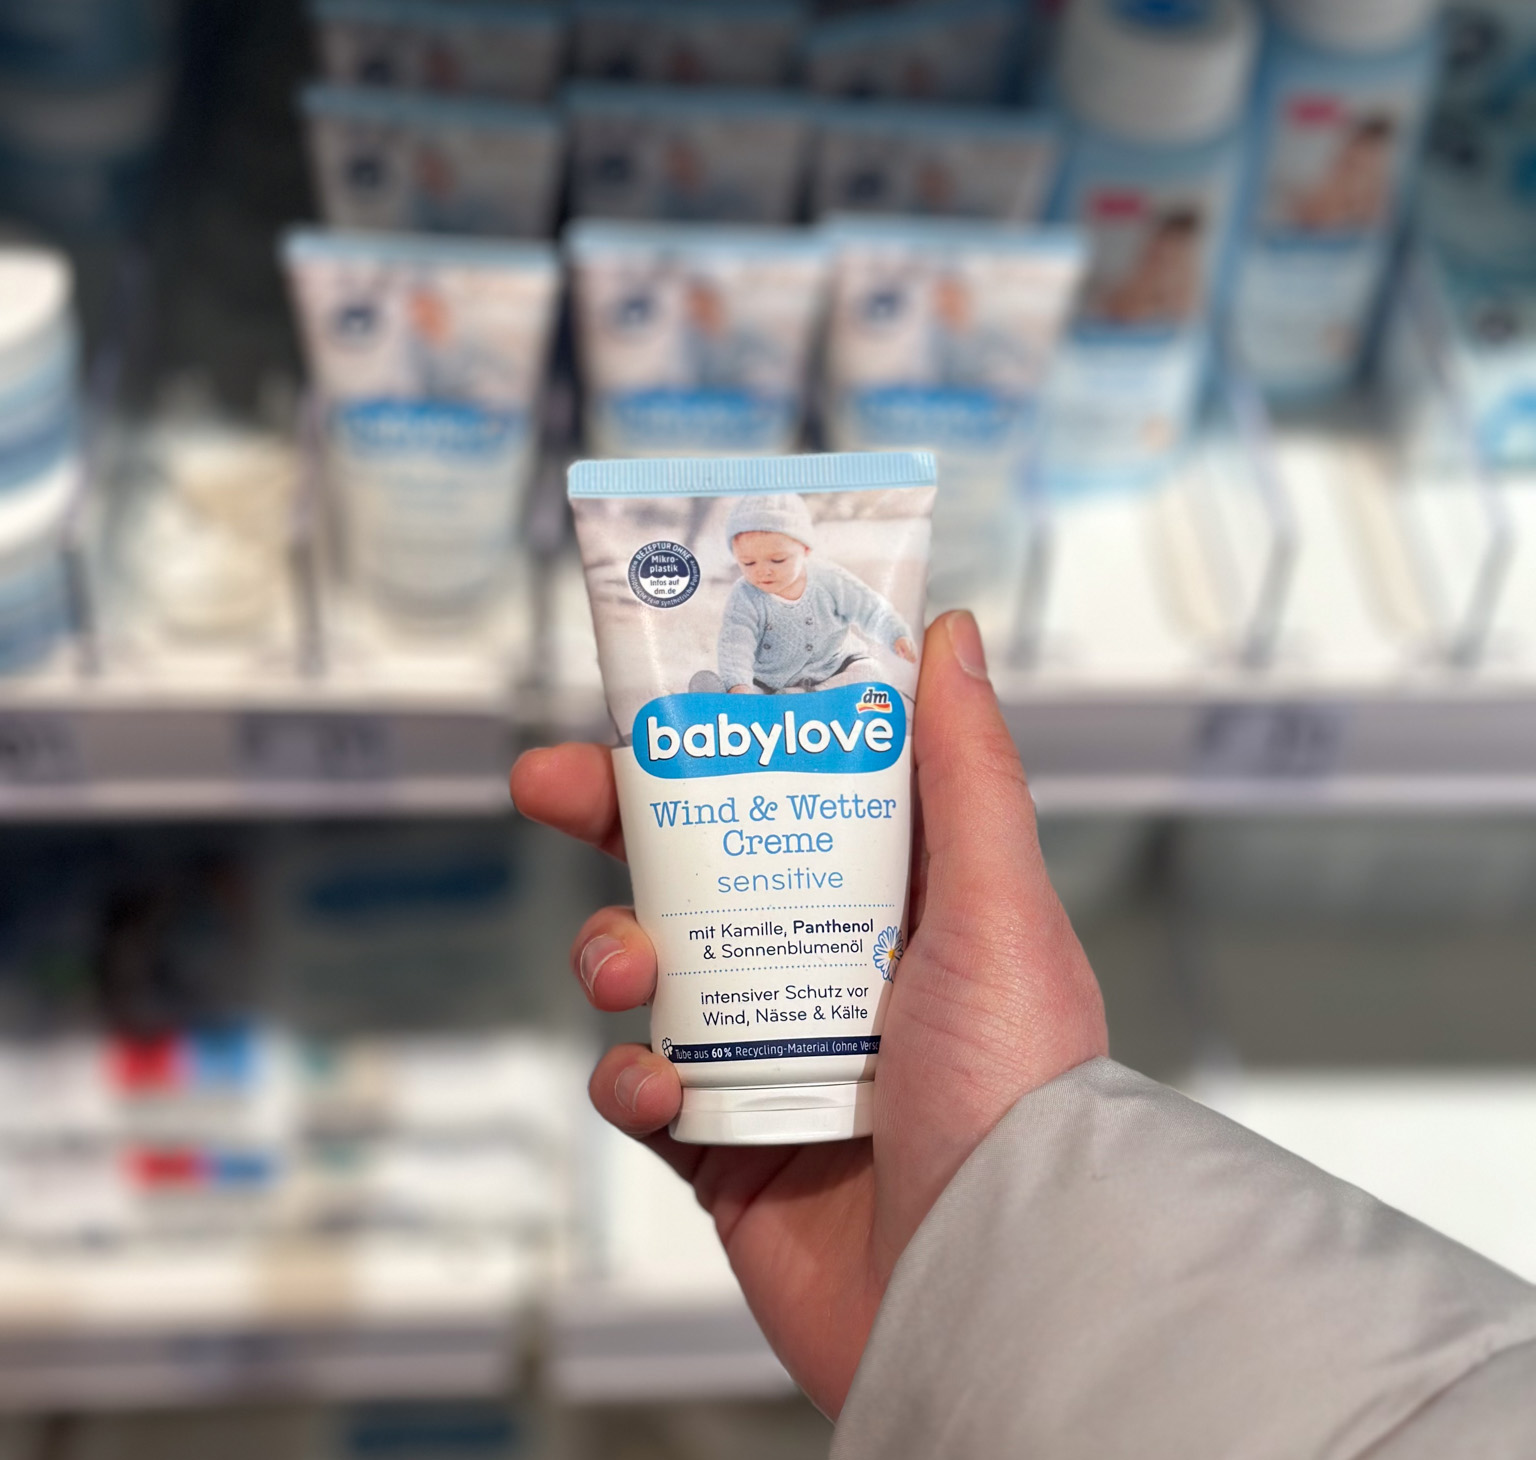 REZEPTUR OHNE
Mikro-
plastik
Infos auf
dm.de
dm
babylove
Wind & Wetter
Creme
sensitive
mit Kamille, Panthenol
& Sonnenblumenöl
intensiver Schutz vor
Wind, Nässe & Kälte
Tube aus 60% Recycling-Material (ohne